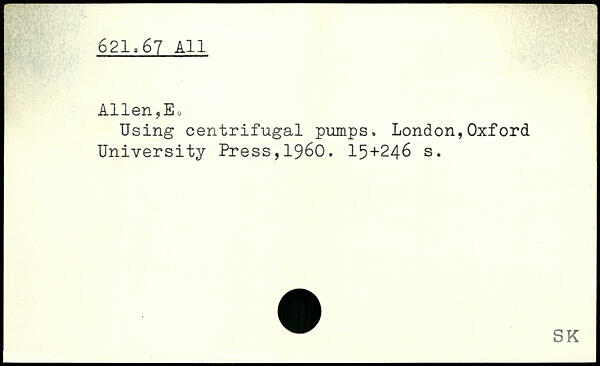 621.67 All
Allen,E.
Using centrifugal pumps. London,Oxford
University Press,1960. 15+246 s.
SK